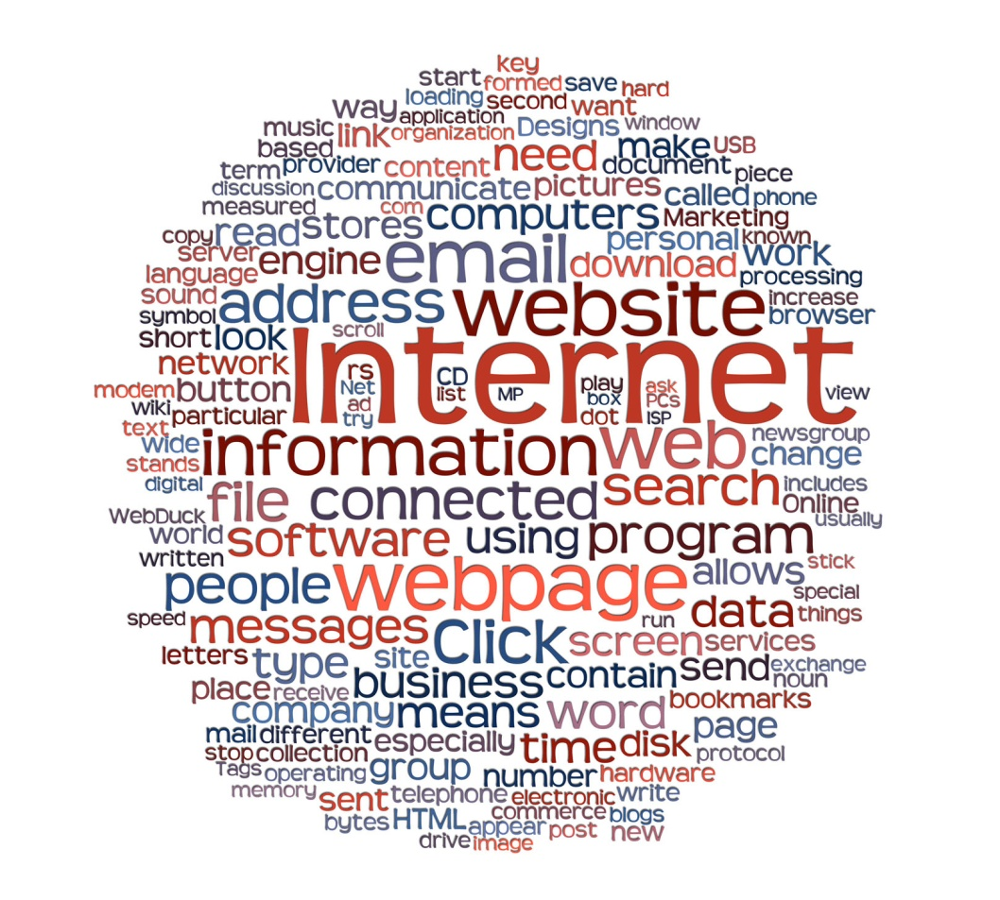 key
start formed save hard
loading second want
way application
music link organization Designs window
based need make USB
term provider content document piece
discussion communicate pictures called phone
measured com computers Marketing
copy read stores personal known
server engine email download work
language processing
sound address website increase
symbol browser
short look scroll Internet
network rs CD play ask
modem button Net list MP box PCs view
wiki particular ad try dot ISP
text information web newsgroup
wide change
stands
digital file connected search includes
Online
WebDuck usually
world software using program
written people webpage allows stick
special
speed messages run data things
letters Click screen services
type site send exchange
place receive business contain noun
company means word bookmarks
mail different especially time disk page
stop collection protocol
Tags operating group number hardware
memory sent telephone electronic write
commerce blogs
bytes HTML appear post new
drive image